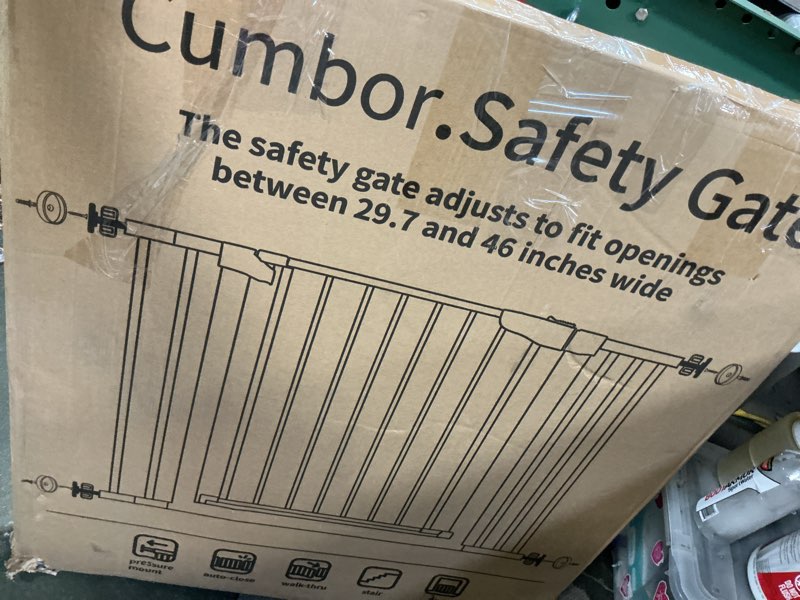 Cumbor.Safety Gate
The safety gate adjusts to fit openings
between 29.7 and 46 inches wide
pressure
mount
auto-close
walk-thru
stair